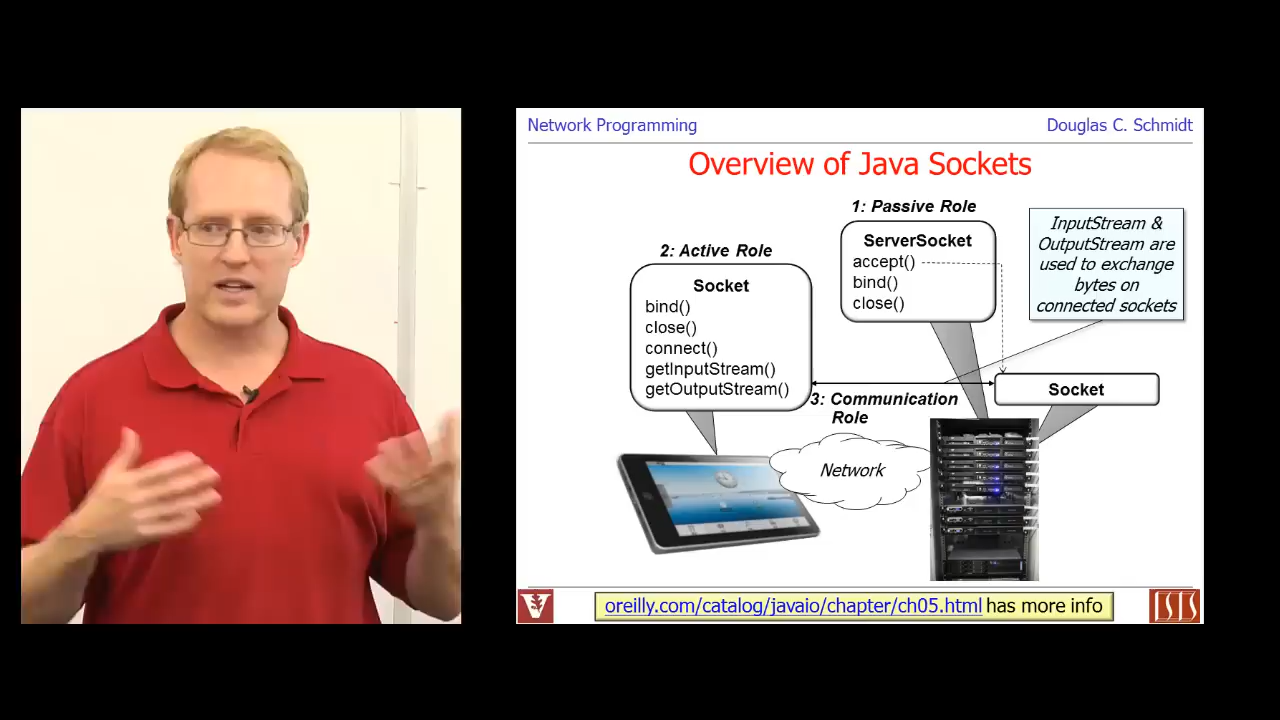 Network Programming
Douglas C. Schmidt
Overview of Java Sockets
1: Passive Role
ServerSocket
accept()
bind()
close()
InputStream &
OutputStream are
used to exchange
bytes on
connected sockets
2: Active Role
Socket
bind()
close()
connect()
getInputStream()
getOutputStream()
3: Communication
Role
Socket
Network
oreilly.com/catalog/javaio/chapter/ch05.html has more info
V
ISIS